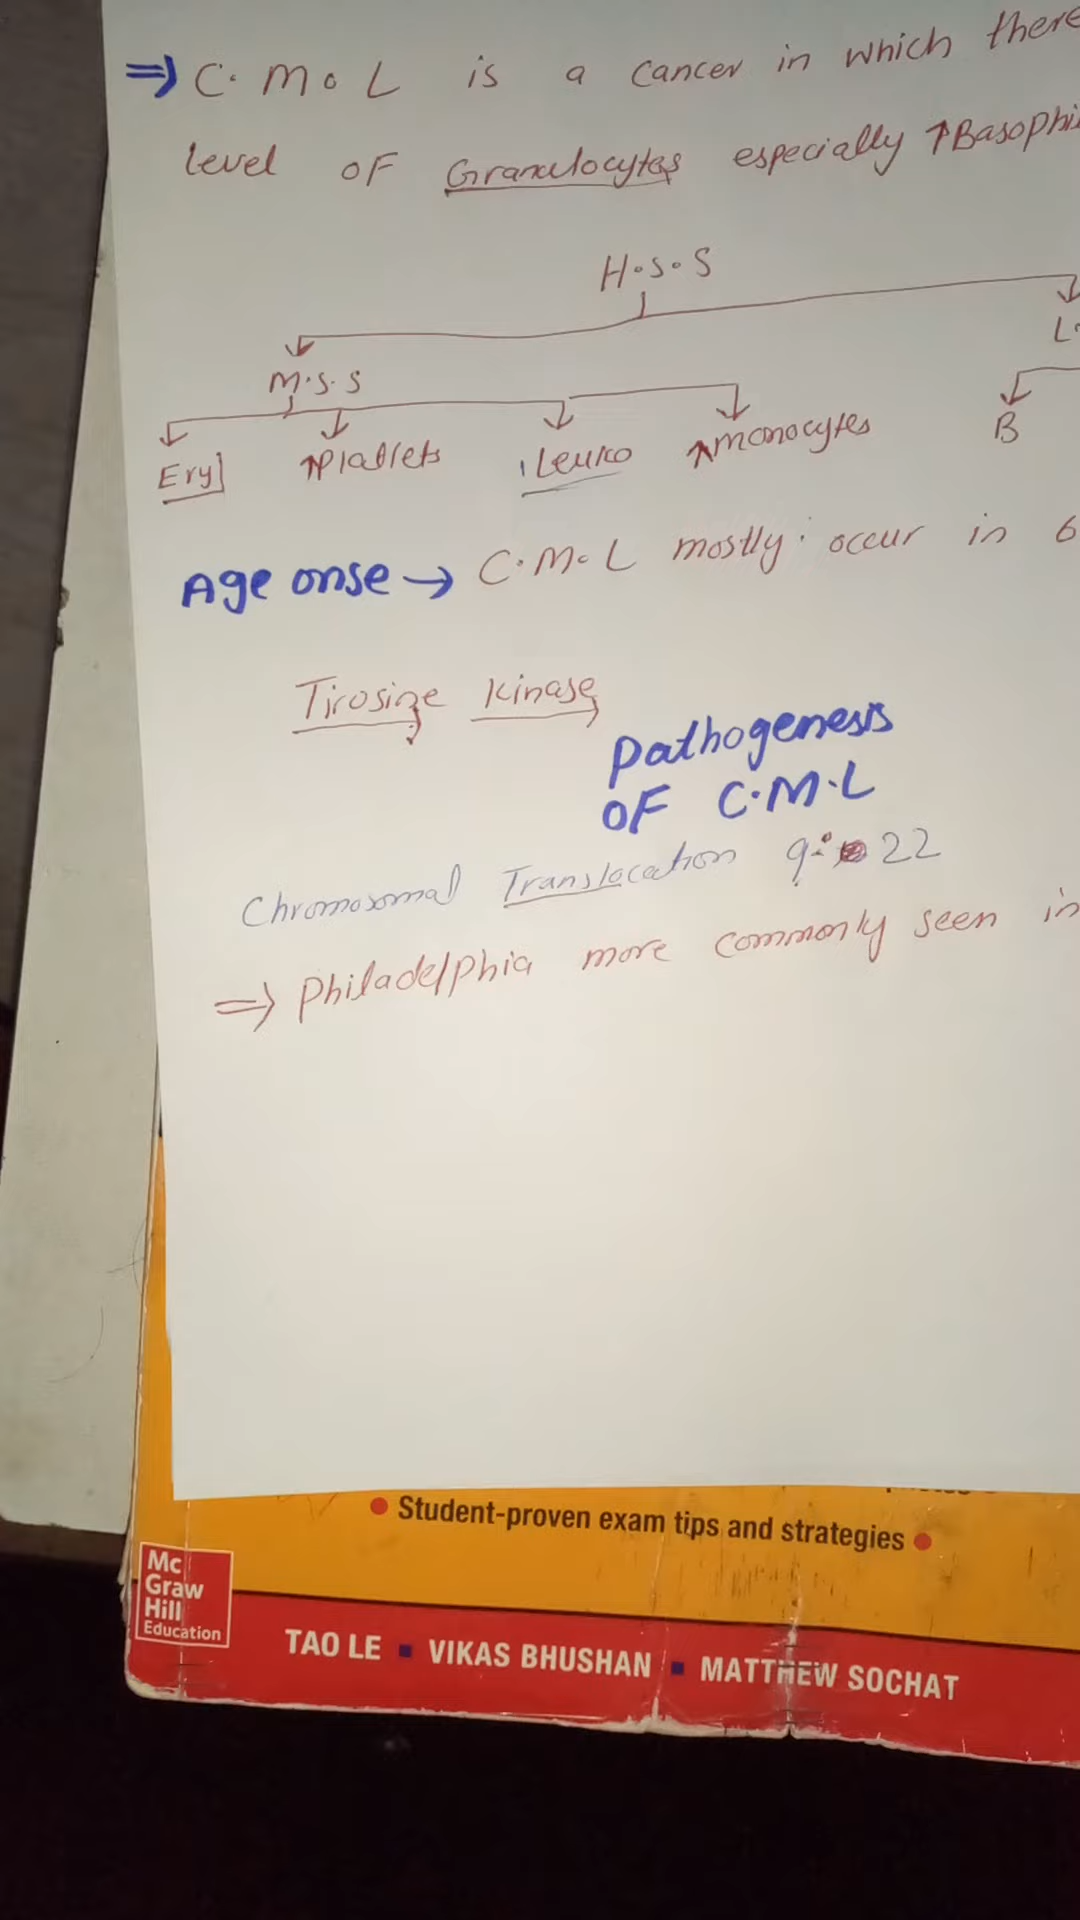 ⇒ C. M. L is a cancer in which there
level OF Granulocytes especially ↑Basophi
H.S.S
L.
M.S.S
Ery] ↑Platlets Leuko ↑Monocytes B
Age onse → C.M.L mostly occur in 6
Tirosine kinase
Pathogenesis
OF C.M.L
Chromosomal Translocation 9: 22
⇒ Philadelphia more commonly seen in
• Student-proven exam tips and strategies •
Mc
Graw
Hill
Education
TAO LE ▪ VIKAS BHUSHAN ▪ MATTHEW SOCHAT